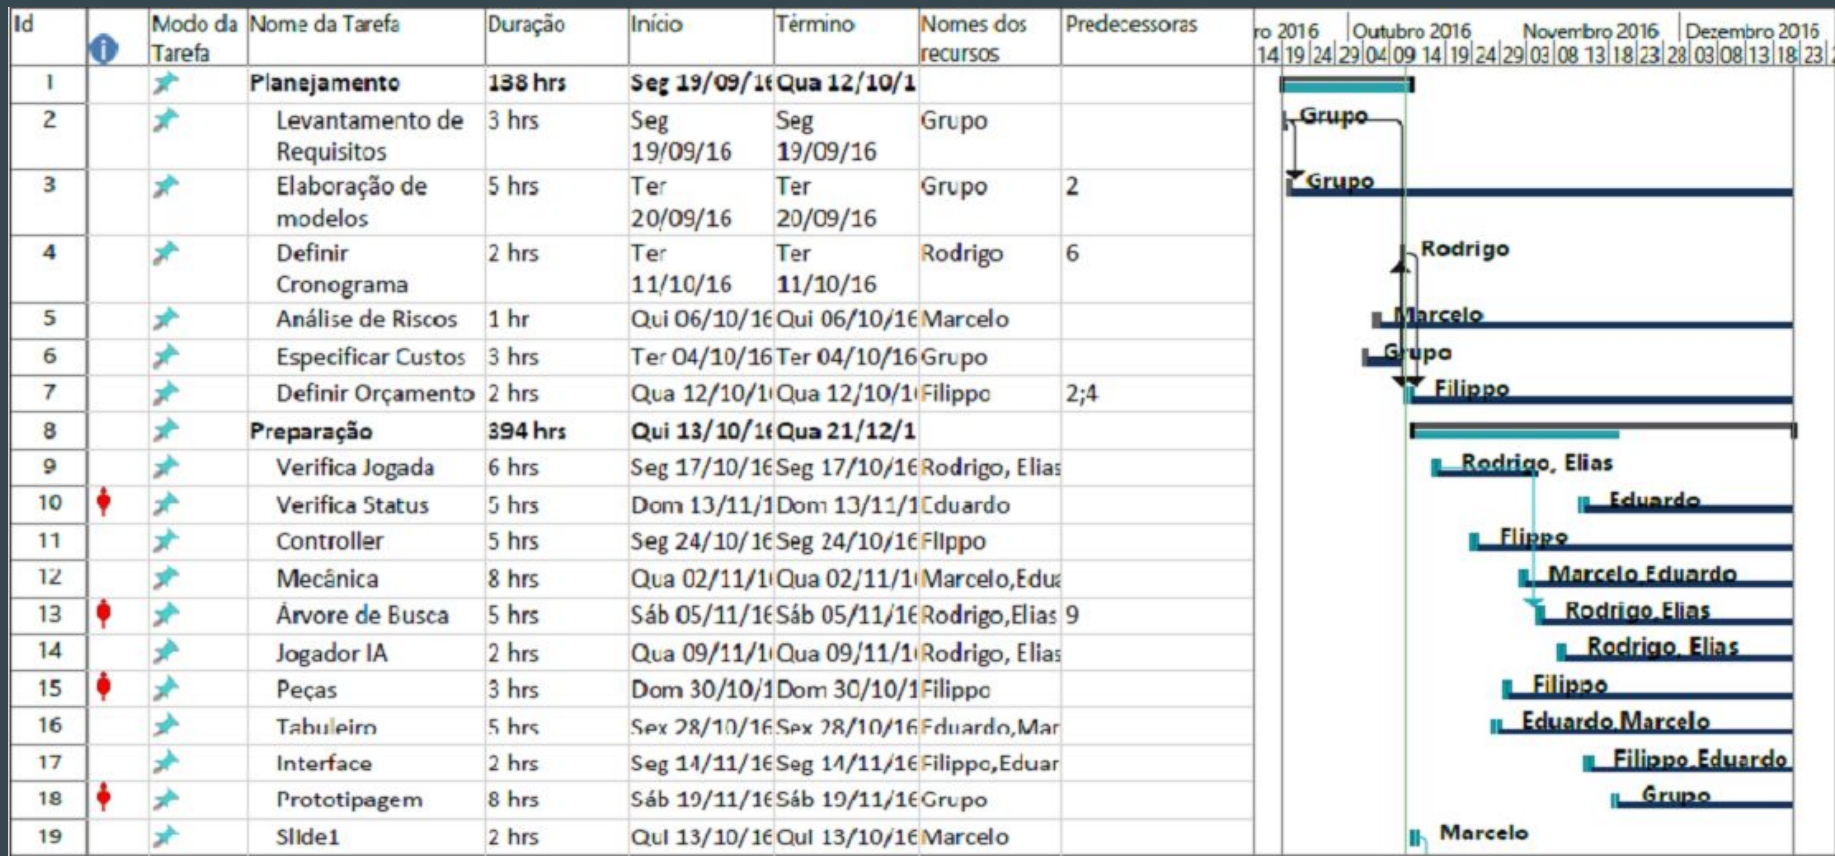 Id Modo da Tarefa Nome da Tarefa Duração Início Término Nomes dos recursos Predecessoras
ro 2016 Outubro 2016 Novembro 2016 Dezembro 2016
14 19 24 29 04 09 14 19 24 29 03 08 13 18 23 28 03 08 13 18 23
1 Planejamento 138 hrs Seg 19/09/16 Qua 12/10/1
2 Levantamento de Requisitos 3 hrs Seg 19/09/16 Seg 19/09/16 Grupo Grupo
3 Elaboração de modelos 5 hrs Ter 20/09/16 Ter 20/09/16 Grupo 2 Grupo
4 Definir Cronograma 2 hrs Ter 11/10/16 Ter 11/10/16 Rodrigo 6 Rodrigo
5 Análise de Riscos 1 hr Qui 06/10/16 Qui 06/10/16 Marcelo Marcelo
6 Especificar Custos 3 hrs Ter 04/10/16 Ter 04/10/16 Grupo Grupo
7 Definir Orçamento 2 hrs Qua 12/10/1 Qua 12/10/1 Filippo 2;4 Filippo
8 Preparação 394 hrs Qui 13/10/16 Qua 21/12/1
9 Verifica Jogada 6 hrs Seg 17/10/16 Seg 17/10/16 Rodrigo, Elias Rodrigo, Elias
10 Verifica Status 5 hrs Dom 13/11/1 Dom 13/11/1 Eduardo Eduardo
11 Controller 5 hrs Seg 24/10/16 Seg 24/10/16 Flippo Flippo
12 Mecânica 8 hrs Qua 02/11/1 Qua 02/11/1 Marcelo,Edua Marcelo,Eduardo
13 Árvore de Busca 5 hrs Sáb 05/11/16 Sáb 05/11/16 Rodrigo,Elias 9 Rodrigo,Elias
14 Jogador IA 2 hrs Qua 09/11/1 Qua 09/11/1 Rodrigo, Elias Rodrigo, Elias
15 Peças 3 hrs Dom 30/10/1 Dom 30/10/1 Filippo Filippo
16 Tabuleiro 5 hrs Sex 28/10/16 Sex 28/10/16 Eduardo,Mar Eduardo,Marcelo
17 Interface 2 hrs Seg 14/11/16 Seg 14/11/16 Filippo,Eduar Filippo,Eduardo
18 Prototipagem 8 hrs Sáb 19/11/16 Sáb 19/11/16 Grupo Grupo
19 Slide1 2 hrs Qui 13/10/16 Qui 13/10/16 Marcelo Marcelo